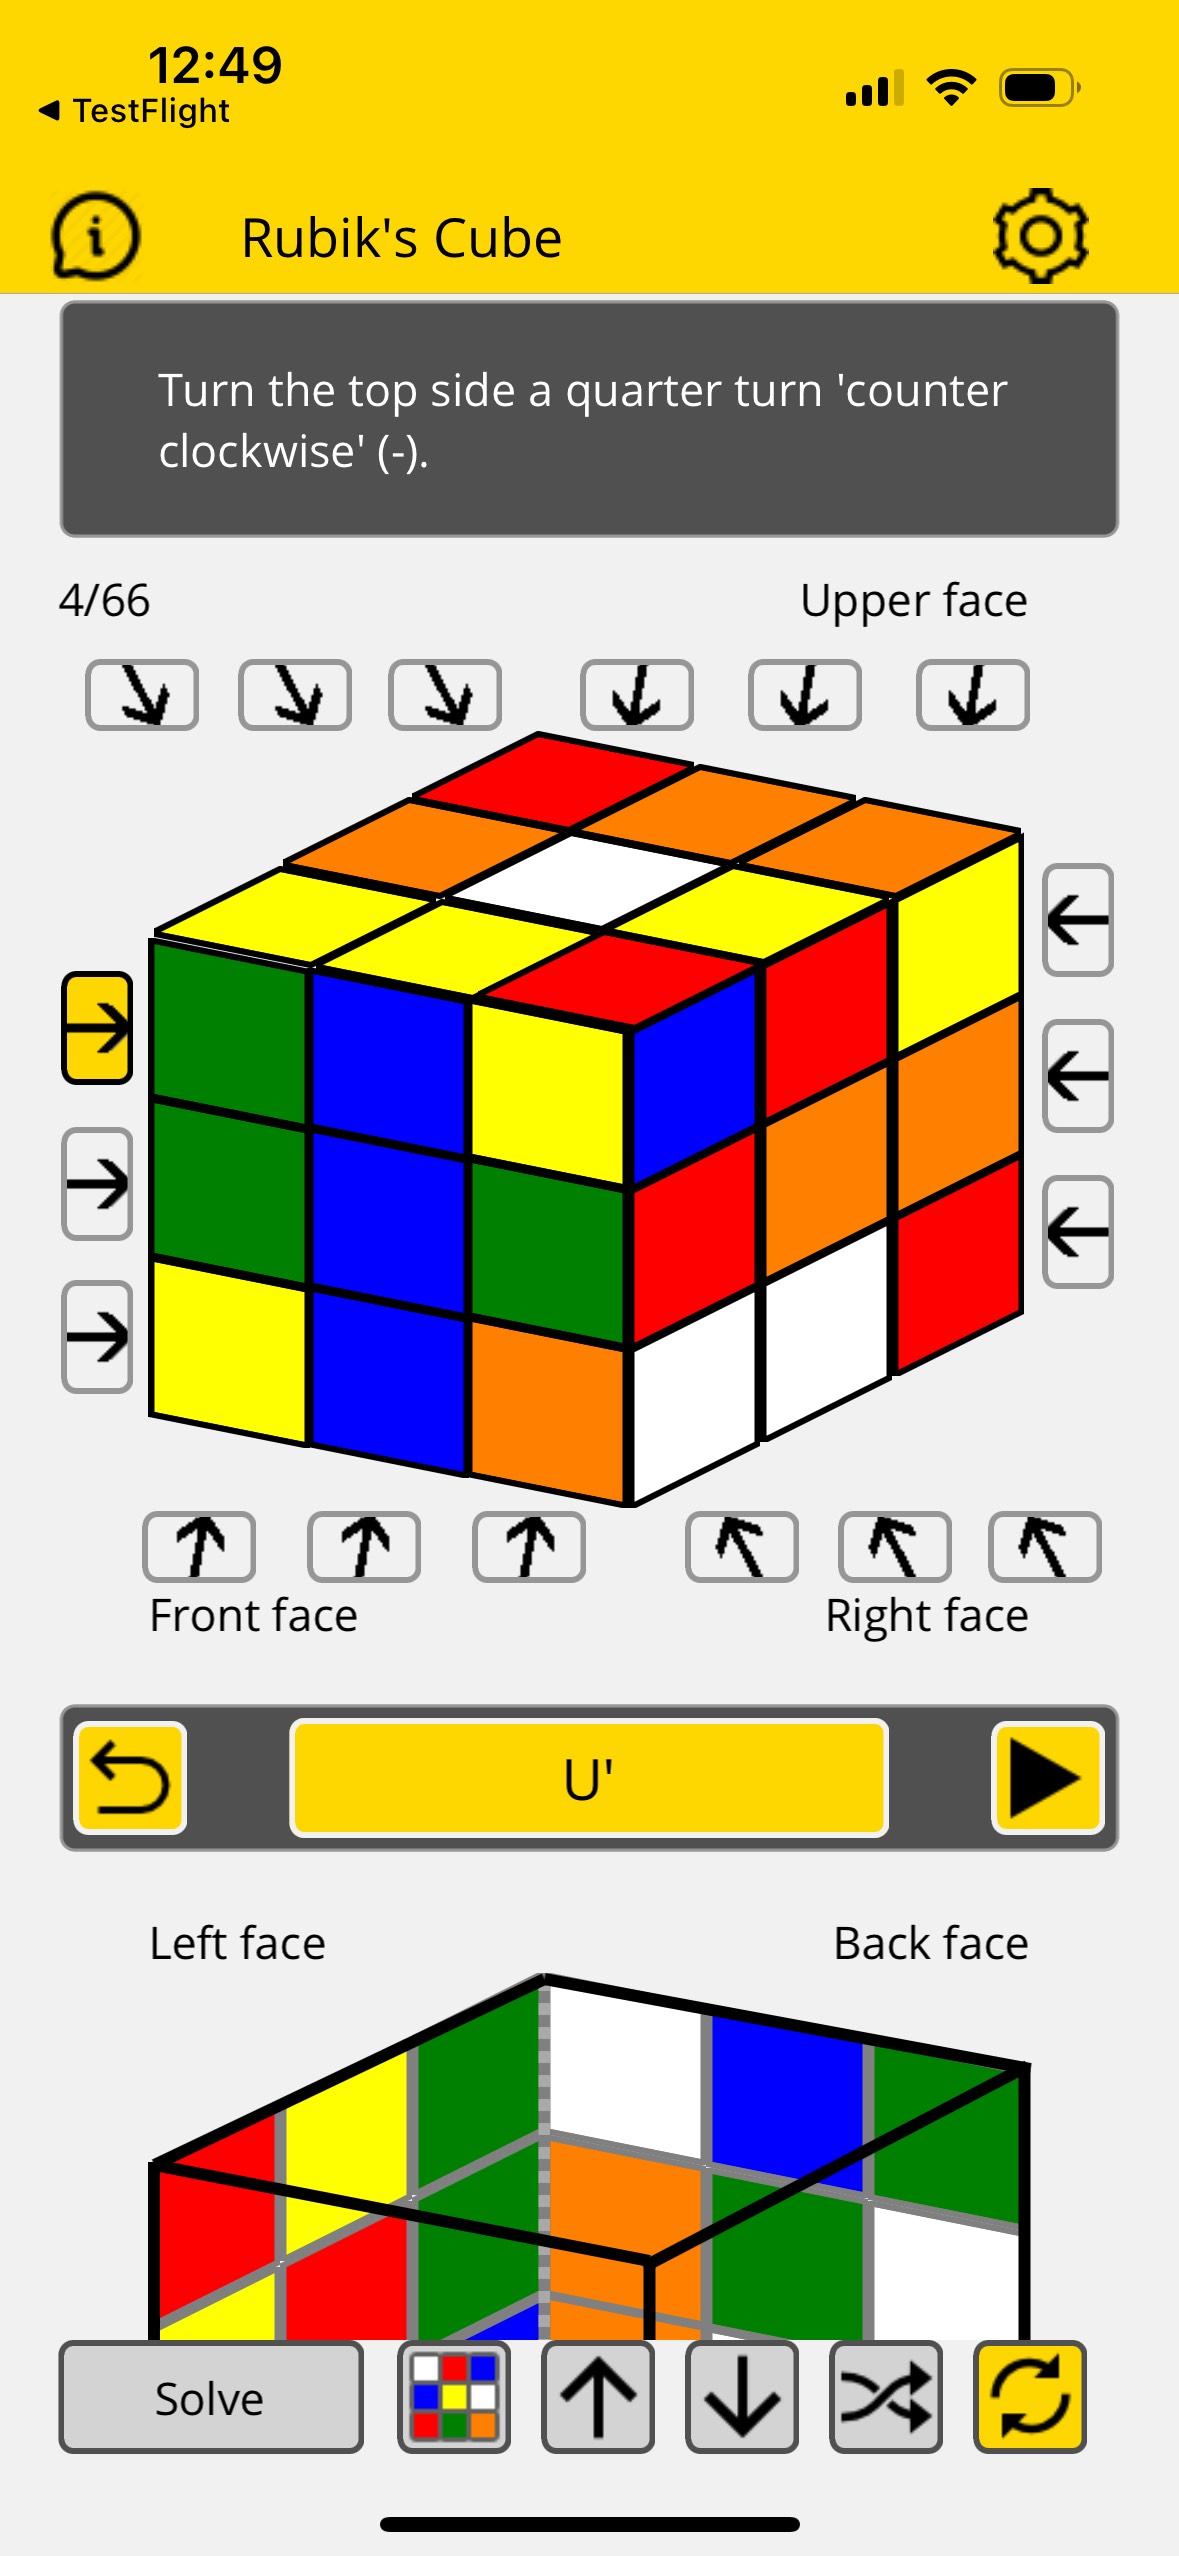 12:49
TestFlight
Rubik's Cube
Turn the top side a quarter turn 'counter
clockwise' (-).
4/66
Upper face
Front face
Right face
U'
Left face
Back face
Solve